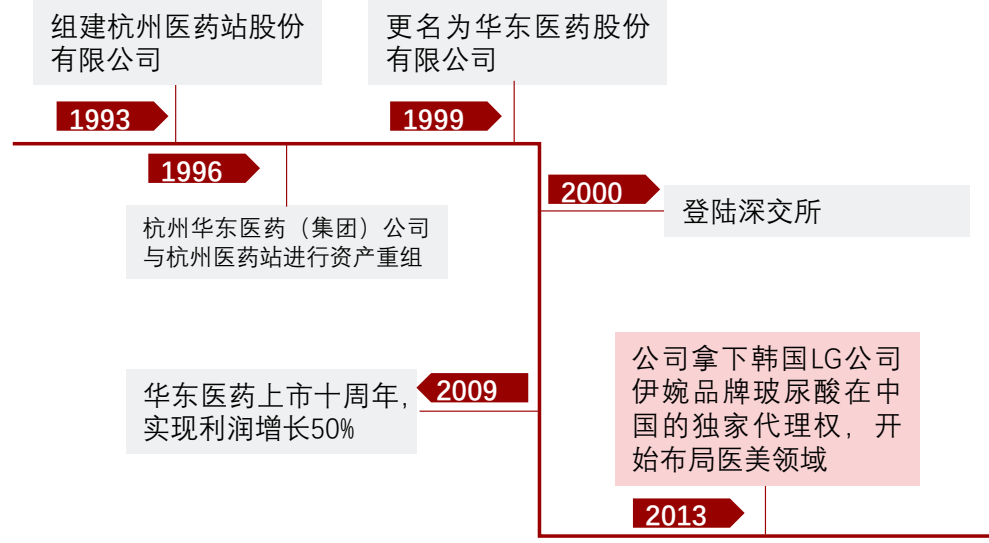 组建杭州医药站股份
有限公司
更名为华东医药股份
有限公司
1993
1999
1996
杭州华东医药（集团）公司
与杭州医药站进行资产重组
2000
登陆深交所
华东医药上市十周年,
实现利润增长50%
2009
公司拿下韩国LG公司
伊婉品牌玻尿酸在中
国的独家代理权，开
始布局医美领域
2013